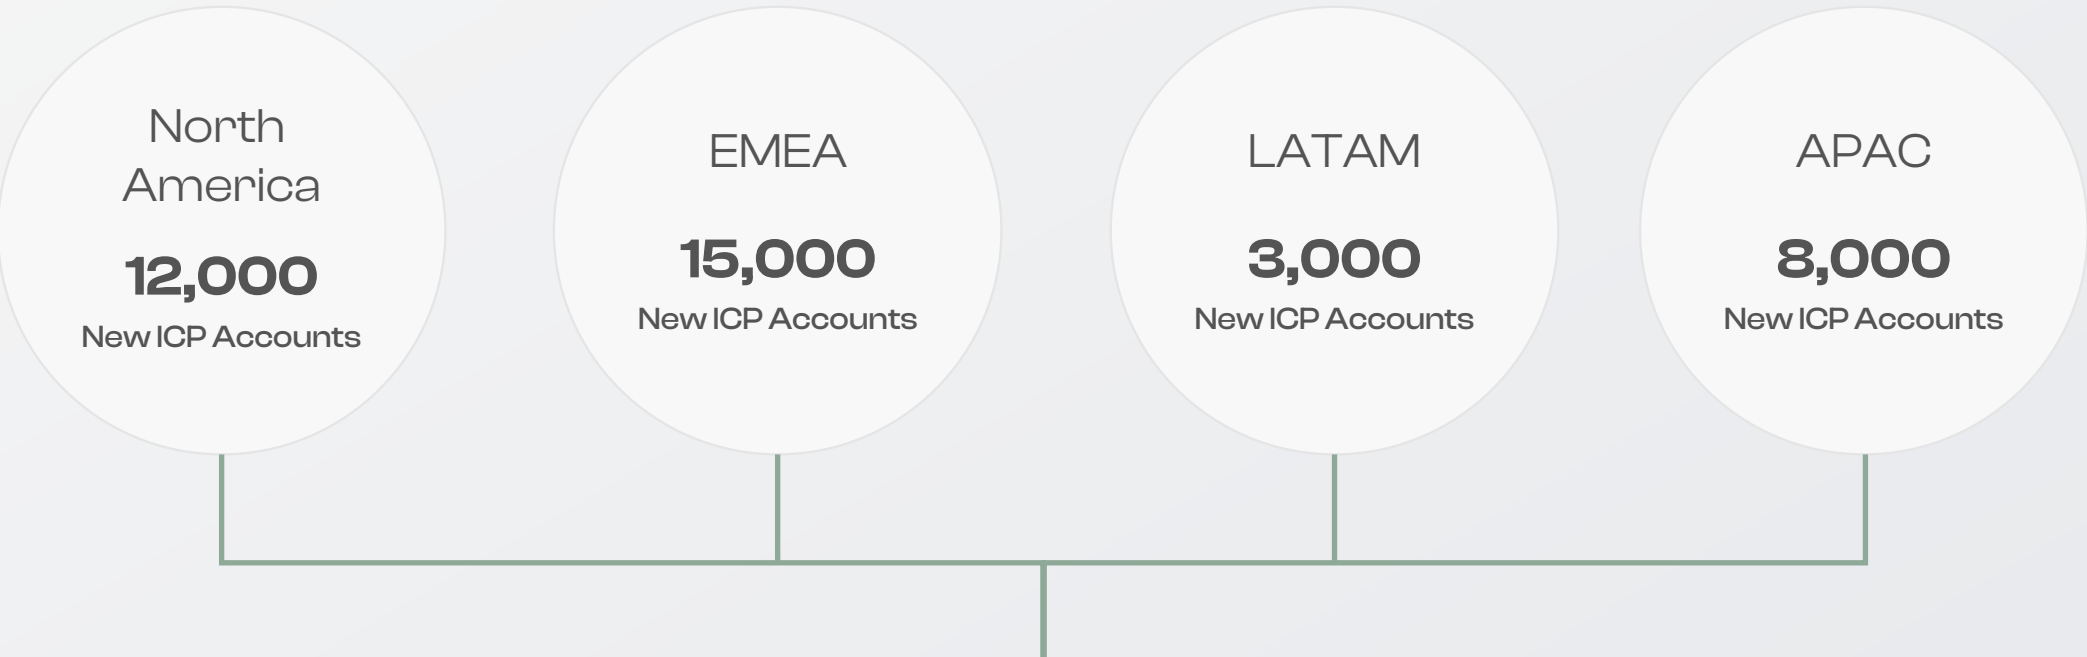 North
America
12,000
New ICP Accounts
EMEA
15,000
New ICP Accounts
LATAM
3,000
New ICP Accounts
APAC
8,000
New ICP Accounts